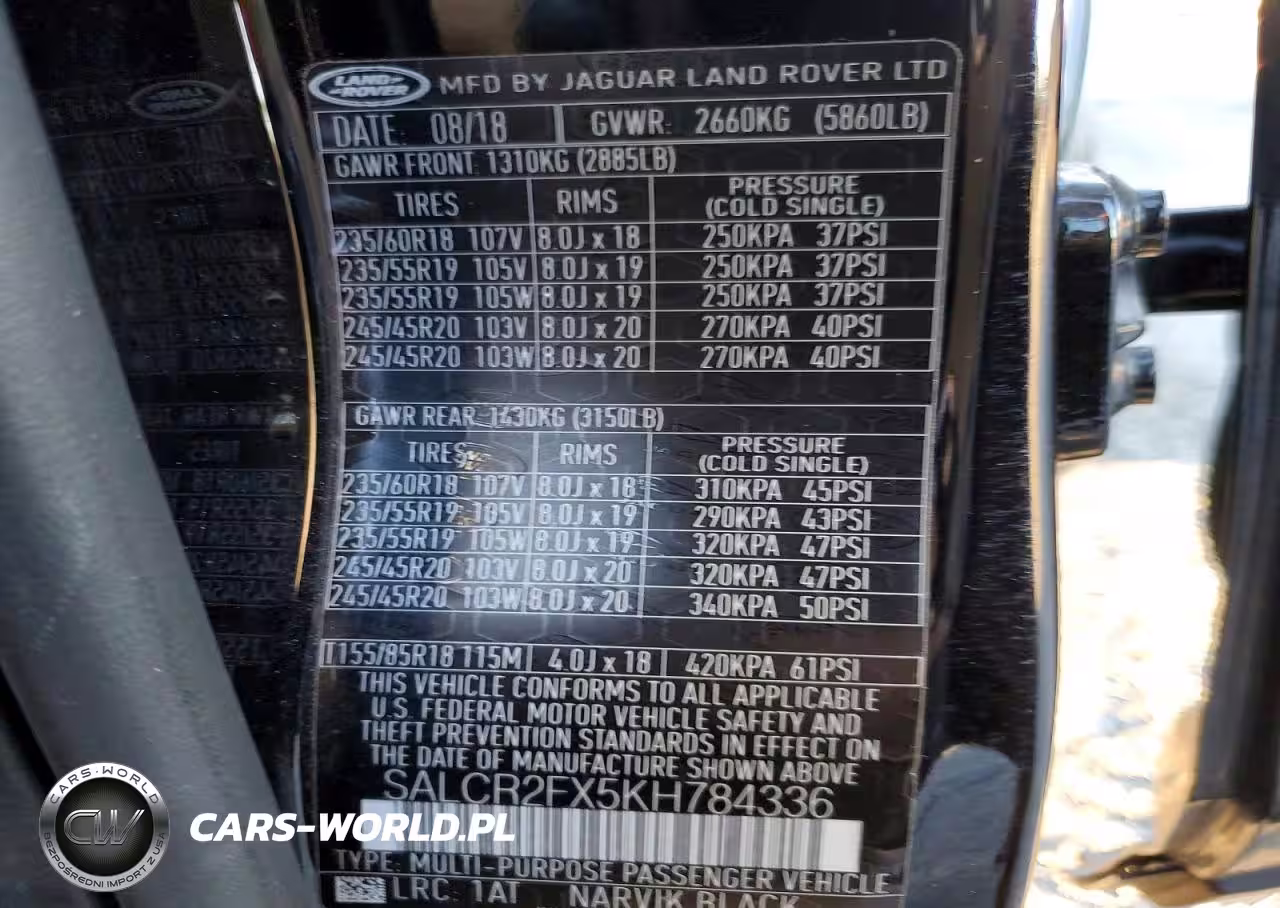 LAND ROVER MFD BY JAGUAR LAND ROVER LTD
DATE: 08/18 GVWR: 2660KG (5860LB)
GAWR FRONT 1310KG (2885LB)
TIRES RIMS PRESSURE (COLD SINGLE)
235/60R18 107V 8.0J x 18 250KPA 37PSI
235/55R19 105V 8.0J x 19 250KPA 37PSI
235/55R19 105W 8.0J x 19 250KPA 37PSI
245/45R20 103V 8.0J x 20 270KPA 40PSI
245/45R20 103W 8.0J x 20 270KPA 40PSI
GAWR REAR 1430KG (3150LB)
TIRES RIMS PRESSURE (COLD SINGLE)
235/60R18 107V 8.0J x 18 310KPA 45PSI
235/55R19 105V 8.0J x 19 290KPA 43PSI
235/55R19 105W 8.0J x 19 320KPA 47PSI
245/45R20 103V 8.0J x 20 320KPA 47PSI
245/45R20 103W 8.0J x 20 340KPA 50PSI
T155/85R18 115M 4.0J x 18 420KPA 61PSI
THIS VEHICLE CONFORMS TO ALL APPLICABLE
U.S. FEDERAL MOTOR VEHICLE SAFETY AND
THEFT PREVENTION STANDARDS IN EFFECT ON
THE DATE OF MANUFACTURE SHOWN ABOVE
SALCR2FX5KH784336
TYPE: MULTI-PURPOSE PASSENGER VEHICLE
LRC: 1AT NARVIK BLACK
CARS-WORLD
CW
BEZPOŚREDNI IMPORT Z USA
CARS-WORLD.PL